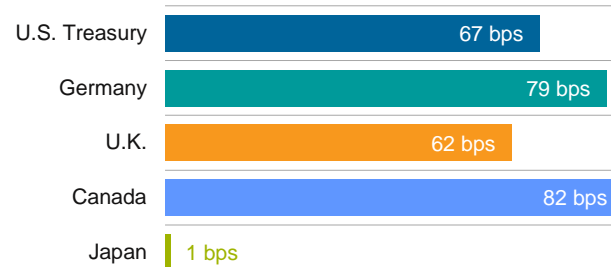 U.S. Treasury 67 bps
Germany 79 bps
U.K. 62 bps
Canada 82 bps
Japan 1 bps